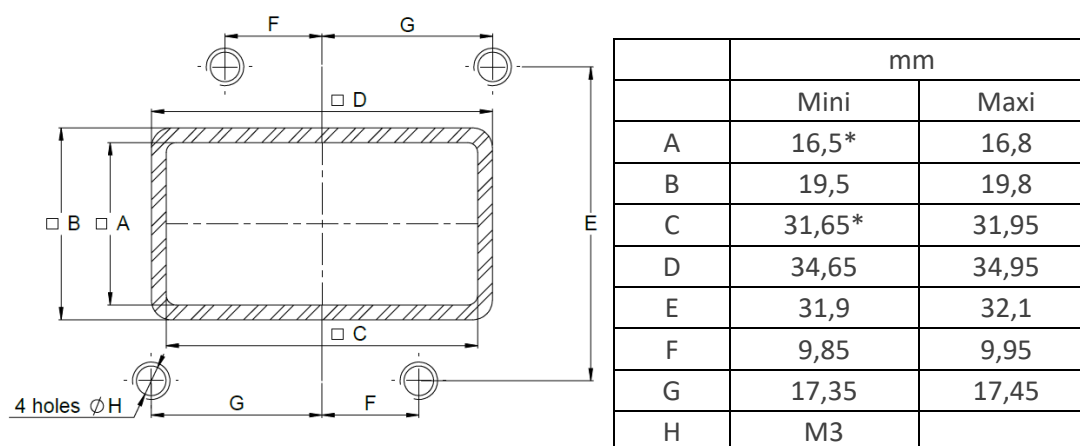 F G
□ D
□ B □ A E
□ C
4 holes ∅H
G F
mm
Mini Maxi
A 16,5* 16,8
B 19,5 19,8
C 31,65* 31,95
D 34,65 34,95
E 31,9 32,1
F 9,85 9,95
G 17,35 17,45
H M3